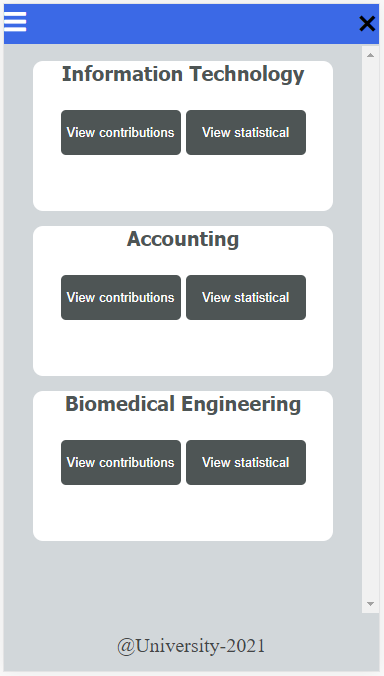 Information Technology
View contributions View statistical
Accounting
View contributions View statistical
Biomedical Engineering
View contributions View statistical
@University-2021